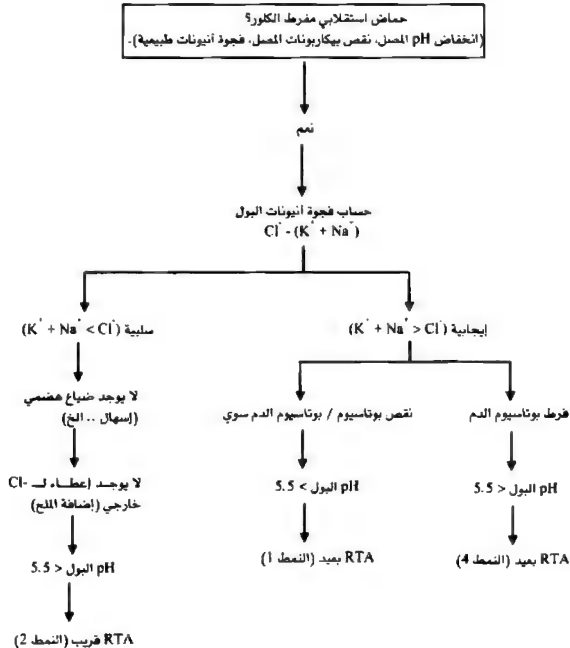 حماض استقلابي مفرط الكلور؟
(انخفاض pH المصل، نقص بيكاربونات المصل، فجوة أنيونات طبيعية).
نعم
حساب فجوة أنيونات البول
Cl⁻ - (K⁺ + Na⁺)
إيجابية (K⁺ + Na⁺ > Cl⁻)
سلبية (K⁺ + Na⁺ < Cl⁻)
فرط بوتاسيوم الدم
نقص بوتاسيوم / بوتاسيوم الدم سوي
لا يوجد ضياع هضمي
(إسهال .. الخ)
pH البول < 5.5
pH البول > 5.5
لا يوجد إعطاء لـ Cl-
خارجي (إضافة الملح)
RTA بعيد (النمط 4)
RTA بعيد (النمط 1)
pH البول < 5.5
RTA قريب (النمط 2)